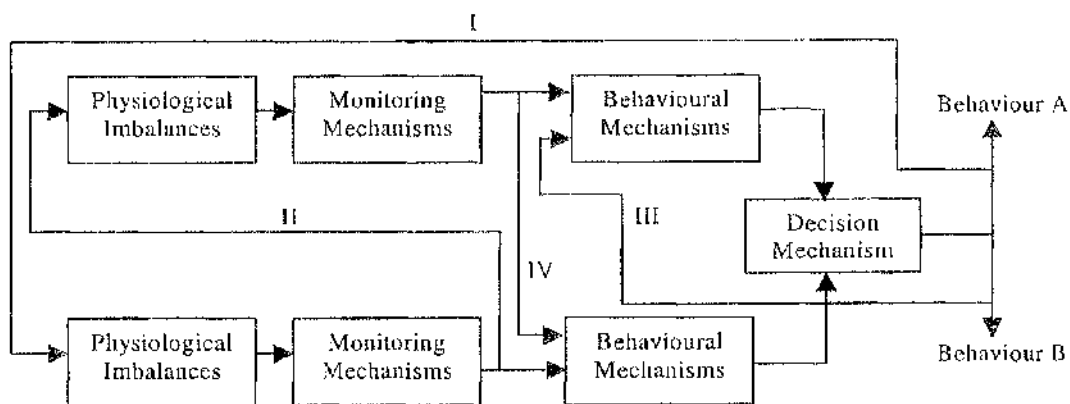 I
Physiological
Imbalances
Monitoring
Mechanisms
Behavioural
Mechanisms
Behaviour A
II
III
Decision
Mechanism
IV
Physiological
Imbalances
Monitoring
Mechanisms
Behavioural
Mechanisms
Behaviour B